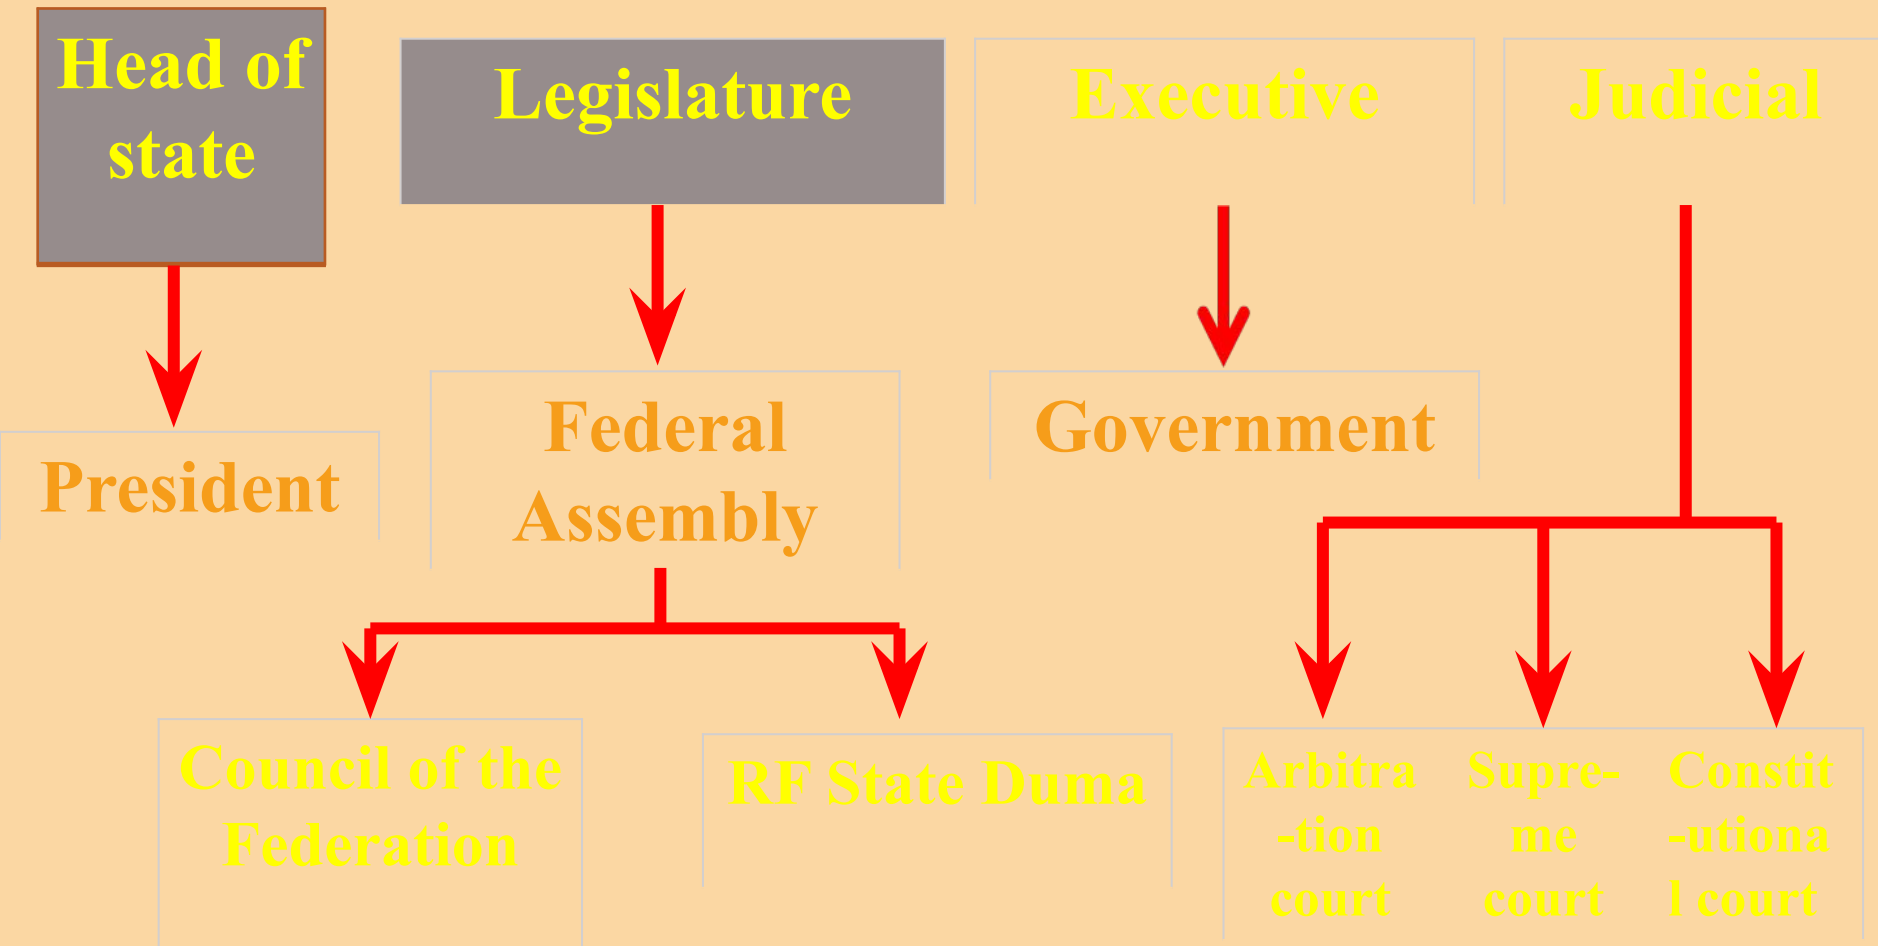 Head of
state
Legislature
Executive
Judicial
President
Federal
Assembly
Government
Council of the
Federation
RF State Duma
Arbitra
-tion
court
Supre-
me
court
Constit
-utiona
l court